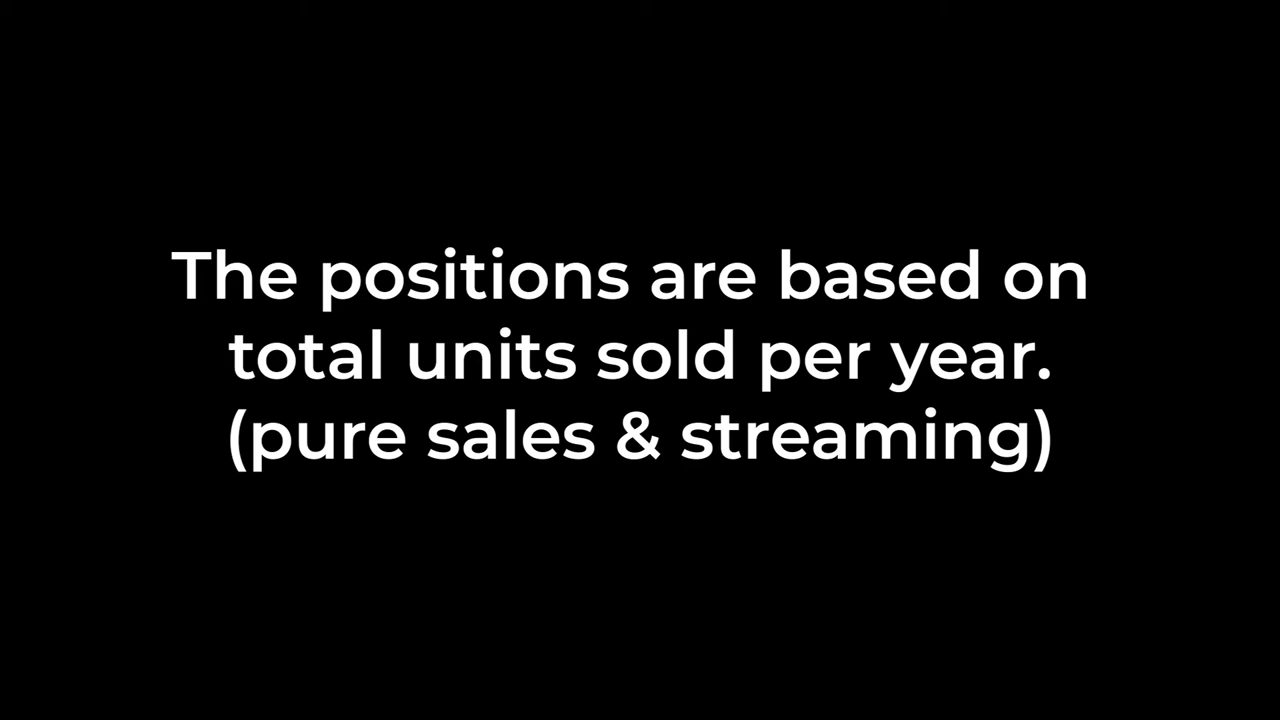 The positions are based on
total units sold per year.
(pure sales & streaming)